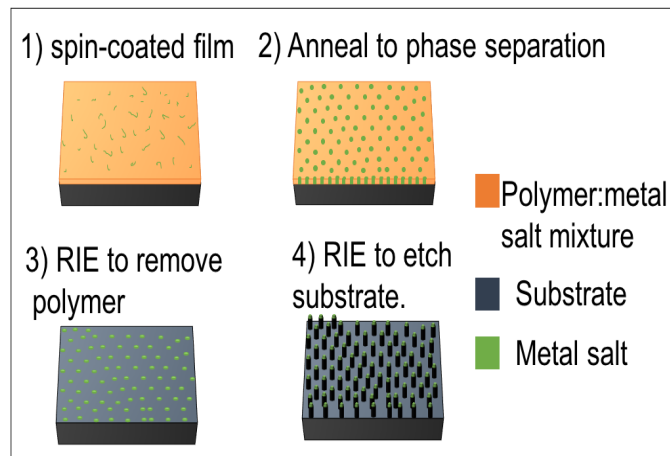 1) spin-coated film
2) Anneal to phase separation
3) RIE to remove
polymer
4) RIE to etch
substrate.
Polymer:metal
salt mixture
Substrate
Metal salt